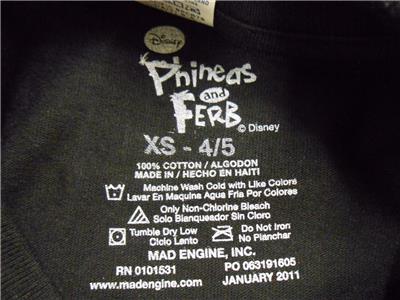 Disney
Phineas
and
FERB
© Disney
XS - 4/5
100% COTTON / ALGODON
MADE IN / HECHO EN HAITI
Machine Wash Cold with Like Colors
Lavar En Maquina Agua Fria Por Colores
Only Non-Chlorine Bleach
Solo Blanqueador Sin Cloro
Tumble Dry Low
Ciclo Lento
Do Not Iron
No Planchar
MAD ENGINE, INC.
RN 0101531 PO 063191605
www.madengine.com JANUARY 2011